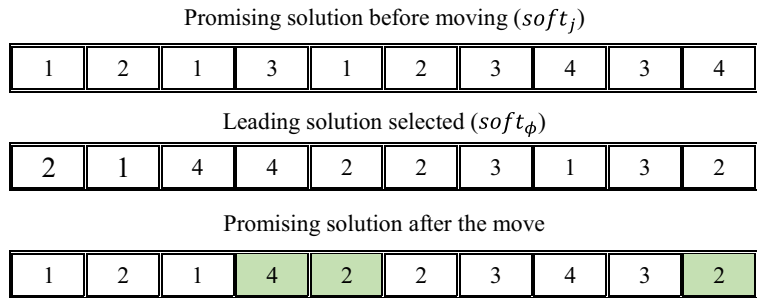 Promising solution before moving (soft_j)
1 2 1 3 1 2 3 4 3 4
Leading solution selected (soft_ϕ)
2 1 4 4 2 2 3 1 3 2
Promising solution after the move
1 2 1 4 2 2 3 4 3 2